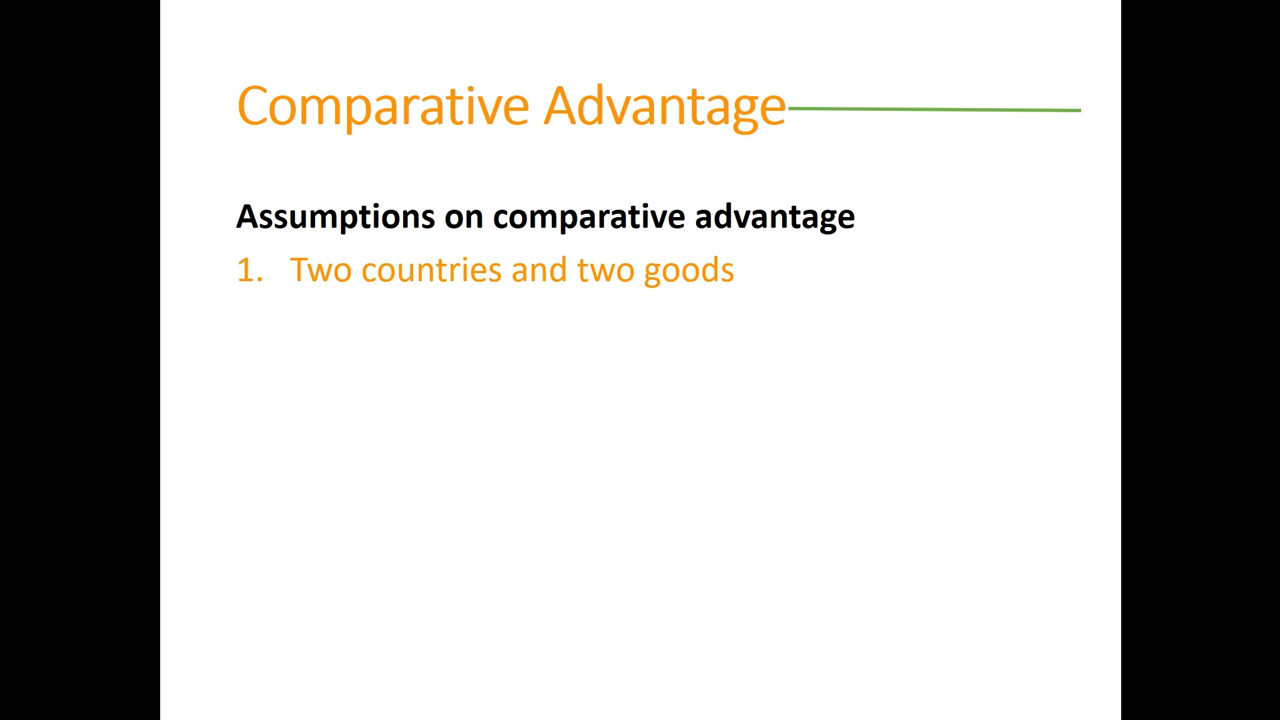 Comparative Advantage
Assumptions on comparative advantage
1. Two countries and two goods